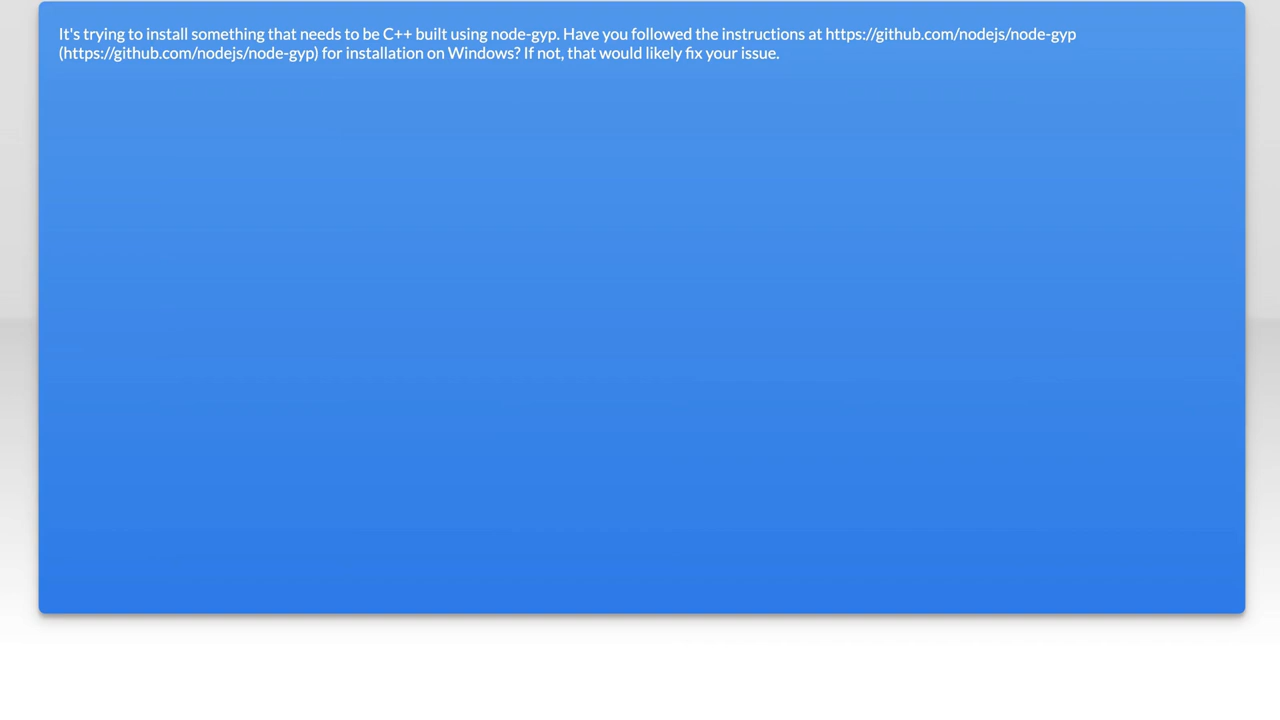 It's trying to install something that needs to be C++ built using node-gyp. Have you followed the instructions at https://github.com/nodejs/node-gyp
(https://github.com/nodejs/node-gyp) for installation on Windows? If not, that would likely fix your issue.